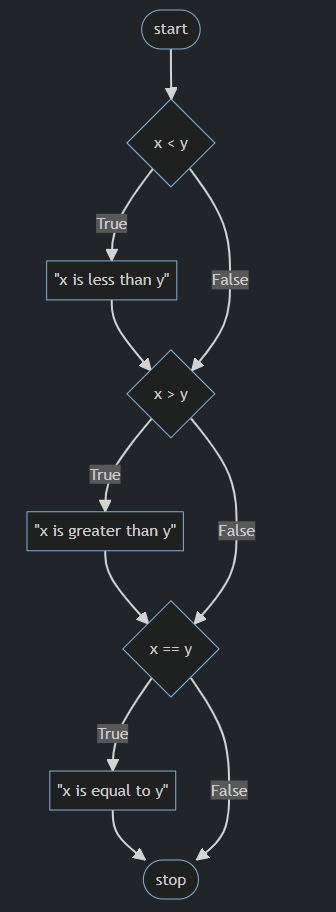 start
x < y
True
"x is less than y"
False
x > y
True
"x is greater than y"
False
x == y
True
"x is equal to y"
False
stop